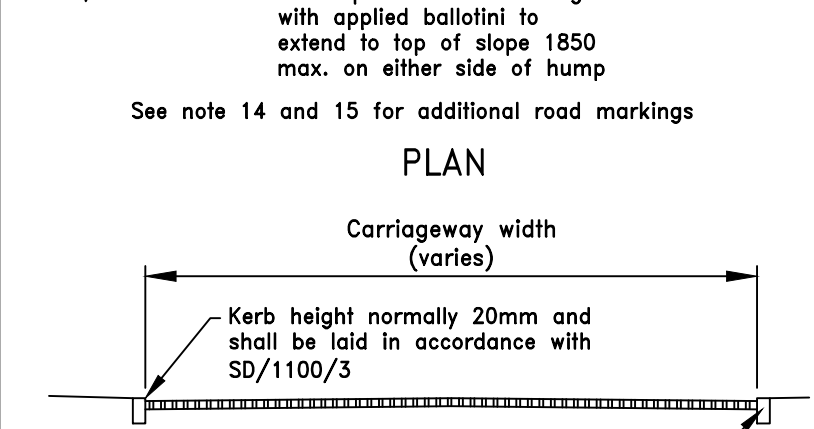 with applied ballotini to
extend to top of slope 1850
max. on either side of hump
See note 14 and 15 for additional road markings
PLAN
Carriageway width
(varies)
Kerb height normally 20mm and
shall be laid in accordance with
SD/1100/3